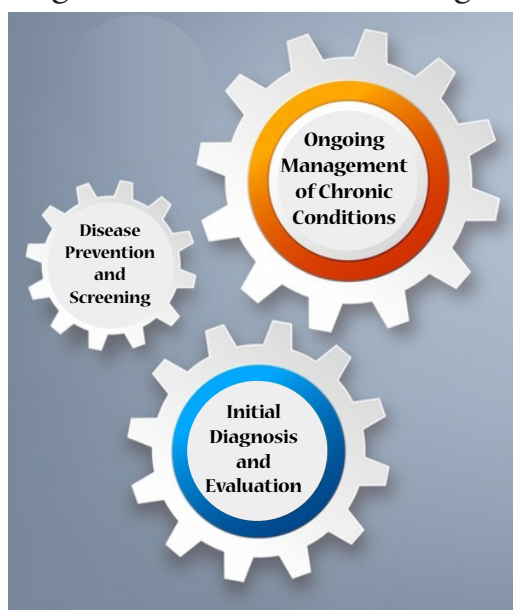 Ongoing
Management
of Chronic
Conditions
Disease
Prevention
and
Screening
Initial
Diagnosis
and
Evaluation